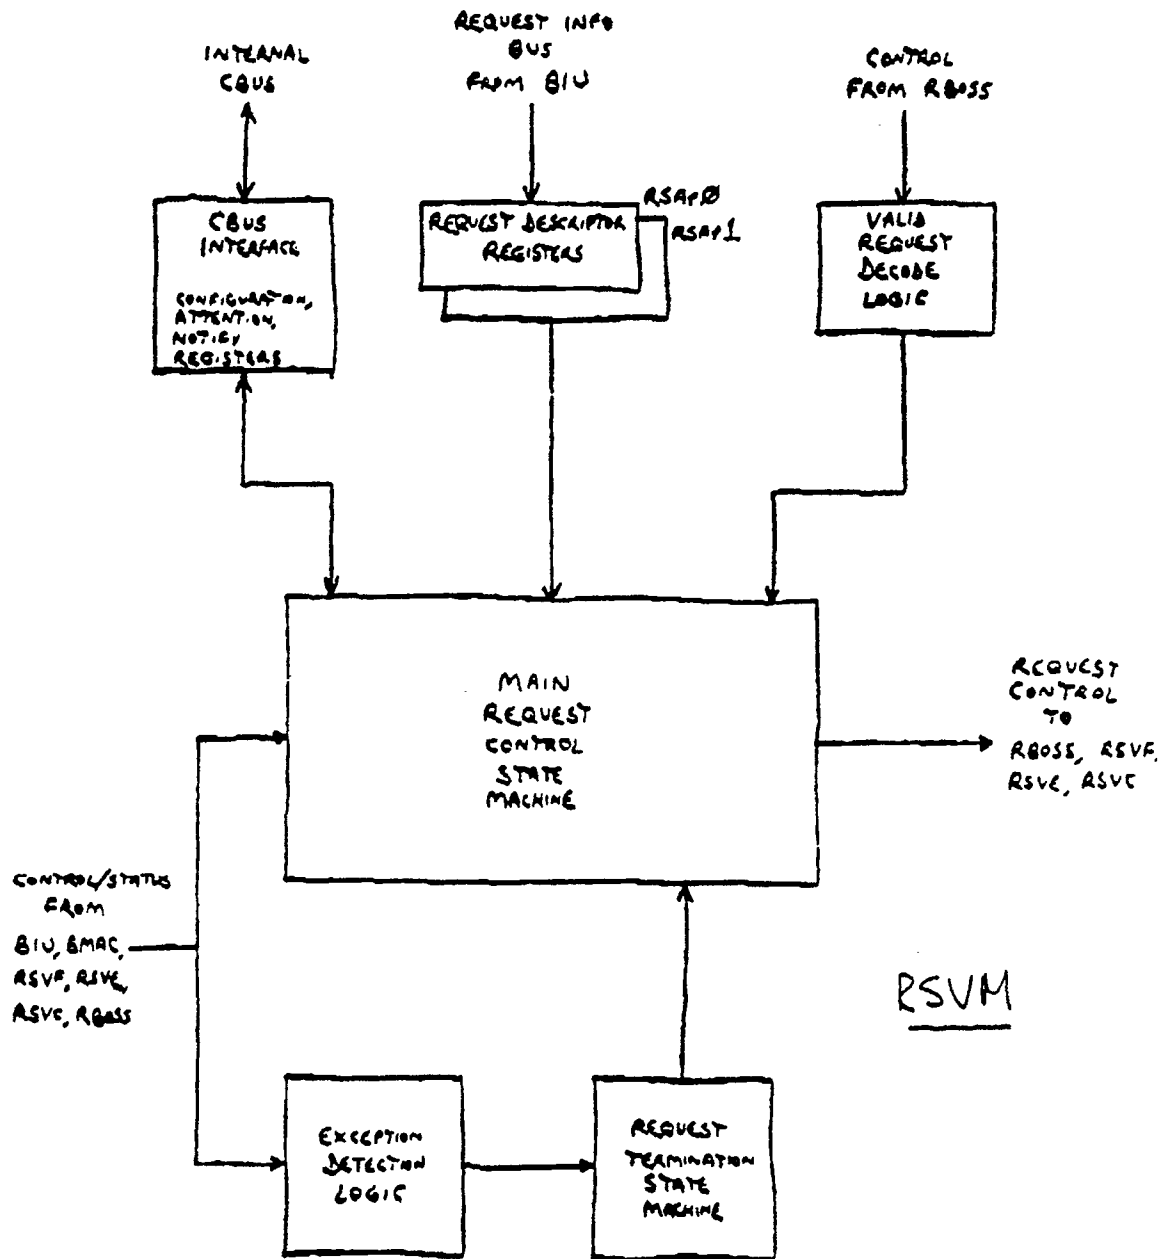 INTERNAL
CBUS
REQUEST INFO
BUS
FROM BIU
CONTROL
FROM RBOSS
CBUS
INTERFACE
CONFIGURATION,
ATTENTION,
NOTIFY
REGISTERS
REQUEST DESCRIPTOR
REGISTERS
RSAP0
RSAP1
VALID
REQUEST
DECODE
LOGIC
MAIN
REQUEST
CONTROL
STATE
MACHINE
REQUEST
CONTROL
TO
RBOSS, RSVF,
RSVE, RSVC
CONTROL/STATUS
FROM
BIU, BMAC,
RSVF, RSVE,
RSVC, RBOSS
RSVM
EXCEPTION
DETECTION
LOGIC
REQUEST
TERMINATION
STATE
MACHINE